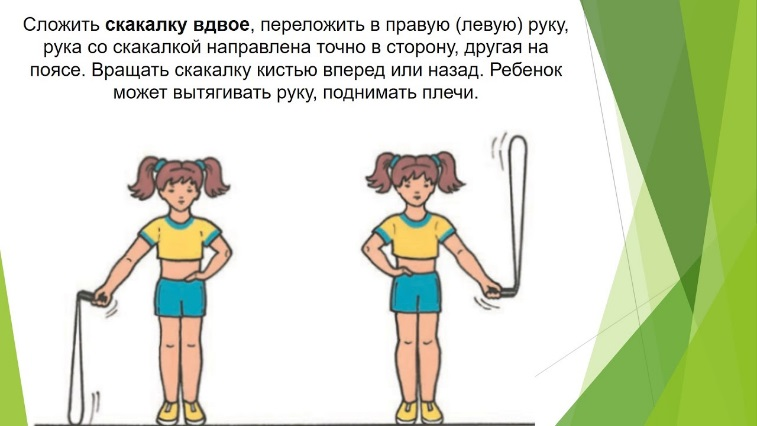 Сложить скакалку вдвое, переложить в правую (левую) руку,
рука со скакалкой направлена точно в сторону, другая на
поясе. Вращать скакалку кистью вперед или назад. Ребенок
может вытягивать руку, поднимать плечи.